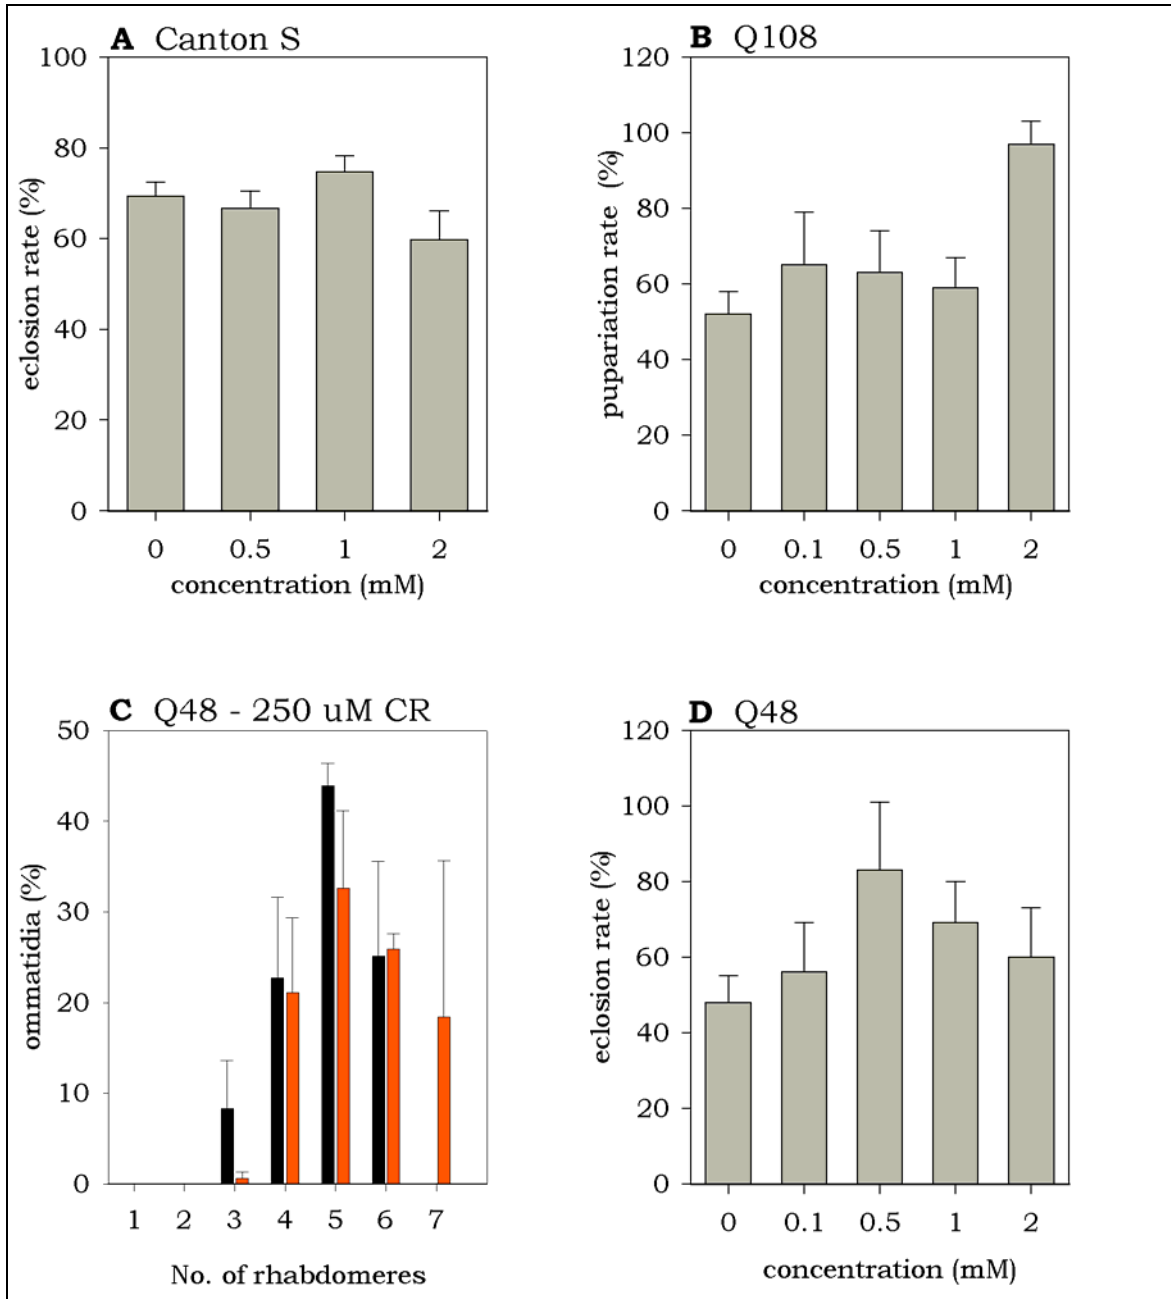 A Canton S
100
80
60
40
20
0
eclosion rate (%)
0 0.5 1 2
concentration (mM)
B Q108
120
100
80
60
40
20
0
pupariation rate (%)
0 0.1 0.5 1 2
concentration (mM)
C Q48 - 250 uM CR
50
40
30
20
10
0
ommatidia (%)
1 2 3 4 5 6 7
No. of rhabdomeres
D Q48
120
100
80
60
40
20
0
eclosion rate (%)
0 0.1 0.5 1 2
concentration (mM)